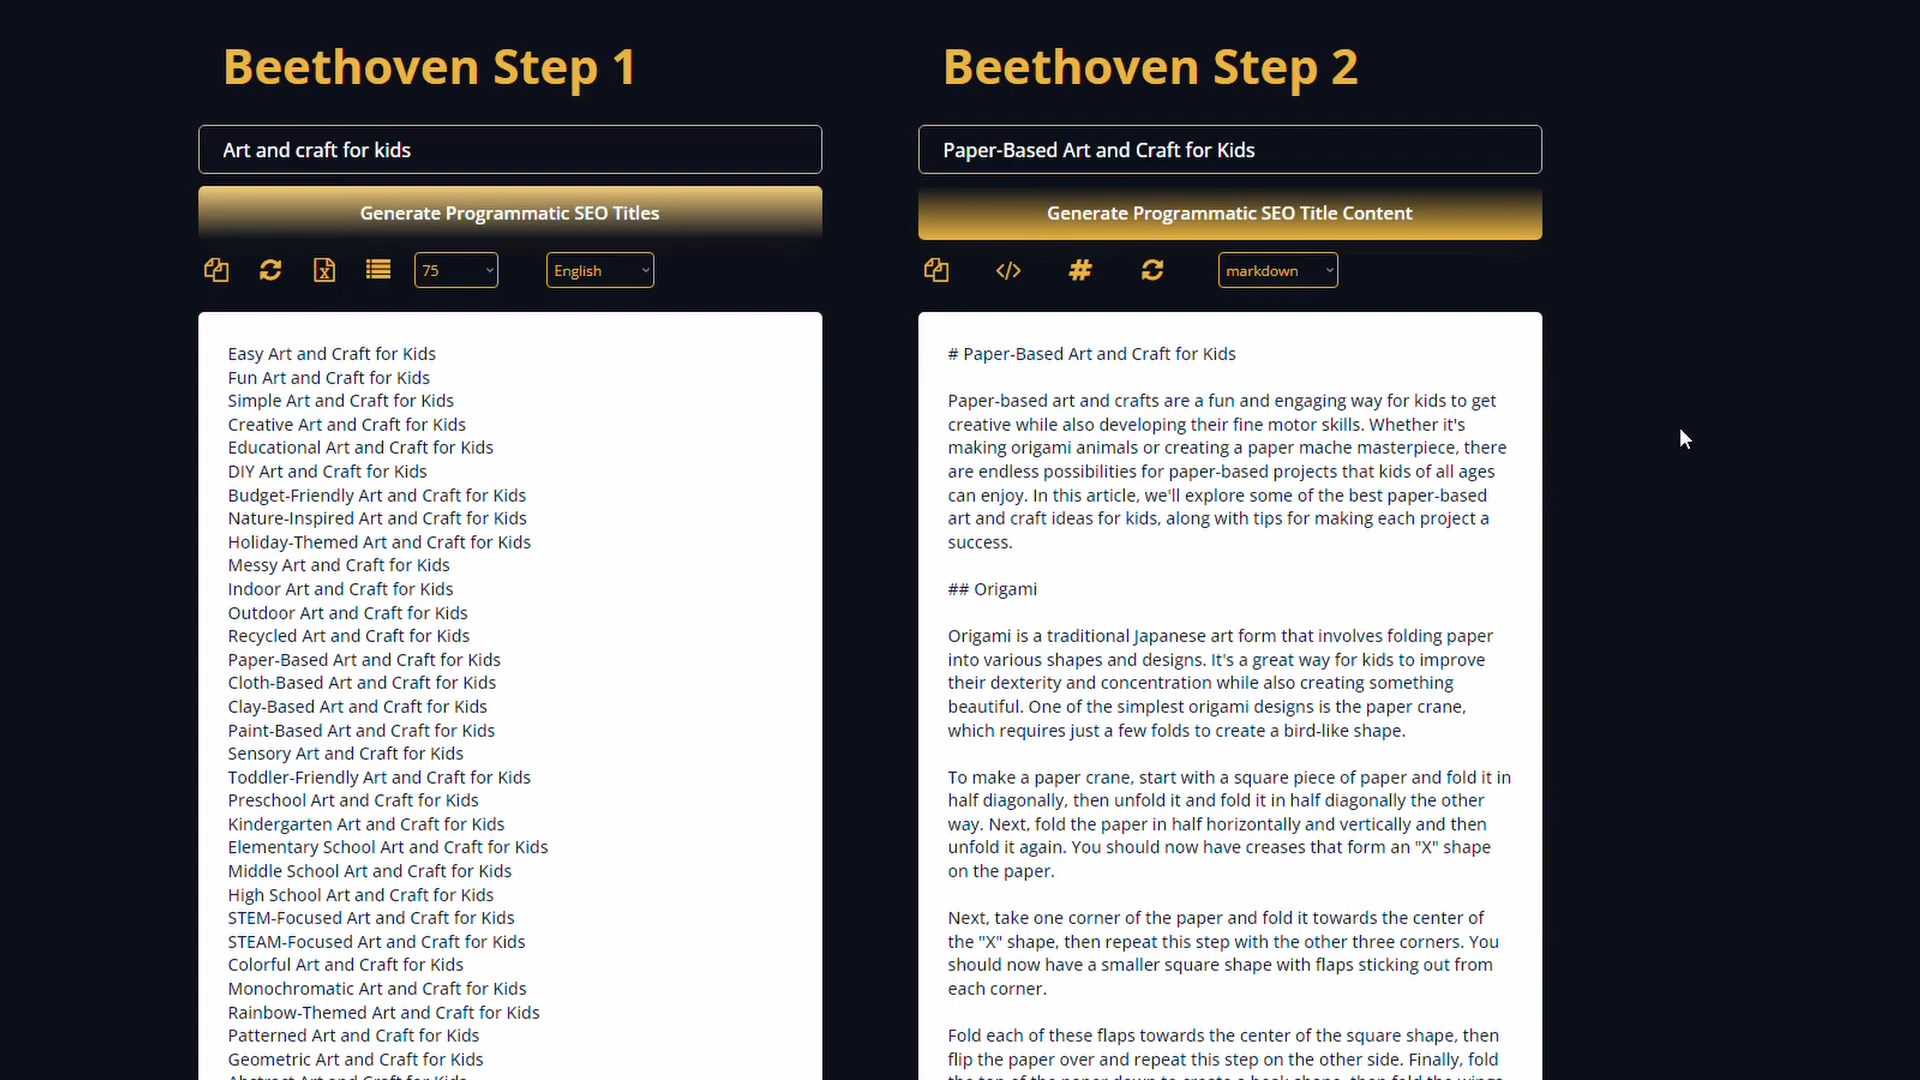 Beethoven Step 1
Art and craft for kids
Generate Programmatic SEO Titles
75
English
Easy Art and Craft for Kids
Fun Art and Craft for Kids
Simple Art and Craft for Kids
Creative Art and Craft for Kids
Educational Art and Craft for Kids
DIY Art and Craft for Kids
Budget-Friendly Art and Craft for Kids
Nature-Inspired Art and Craft for Kids
Holiday-Themed Art and Craft for Kids
Messy Art and Craft for Kids
Indoor Art and Craft for Kids
Outdoor Art and Craft for Kids
Recycled Art and Craft for Kids
Paper-Based Art and Craft for Kids
Cloth-Based Art and Craft for Kids
Clay-Based Art and Craft for Kids
Paint-Based Art and Craft for Kids
Sensory Art and Craft for Kids
Toddler-Friendly Art and Craft for Kids
Preschool Art and Craft for Kids
Kindergarten Art and Craft for Kids
Elementary School Art and Craft for Kids
Middle School Art and Craft for Kids
High School Art and Craft for Kids
STEM-Focused Art and Craft for Kids
STEAM-Focused Art and Craft for Kids
Colorful Art and Craft for Kids
Monochromatic Art and Craft for Kids
Rainbow-Themed Art and Craft for Kids
Patterned Art and Craft for Kids
Geometric Art and Craft for Kids
Abstract Art and Craft for Kids
Beethoven Step 2
Paper-Based Art and Craft for Kids
Generate Programmatic SEO Title Content
markdown
# Paper-Based Art and Craft for Kids
Paper-based art and crafts are a fun and engaging way for kids to get
creative while also developing their fine motor skills. Whether it's
making origami animals or creating a paper mache masterpiece, there
are endless possibilities for paper-based projects that kids of all ages
can enjoy. In this article, we'll explore some of the best paper-based
art and craft ideas for kids, along with tips for making each project a
success.
## Origami
Origami is a traditional Japanese art form that involves folding paper
into various shapes and designs. It's a great way for kids to improve
their dexterity and concentration while also creating something
beautiful. One of the simplest origami designs is the paper crane,
which requires just a few folds to create a bird-like shape.
To make a paper crane, start with a square piece of paper and fold it in
half diagonally, then unfold it and fold it in half diagonally the other
way. Next, fold the paper in half horizontally and vertically and then
unfold it again. You should now have creases that form an "X" shape
on the paper.
Next, take one corner of the paper and fold it towards the center of
the "X" shape, then repeat this step with the other three corners. You
should now have a smaller square shape with flaps sticking out from
each corner.
Fold each of these flaps towards the center of the square shape, then
flip the paper over and repeat this step on the other side. Finally, fold
the top of the paper down to create a beak shape, then fold the wings